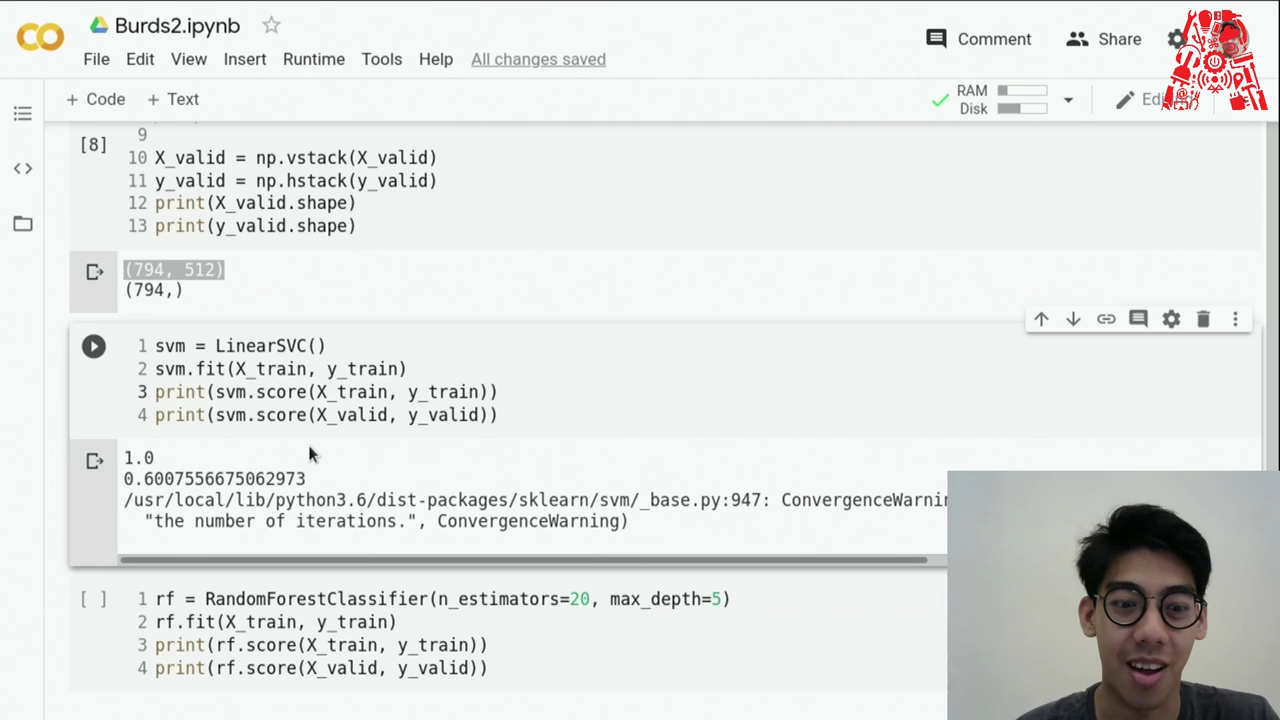 Burds2.ipynb
Comment
Share
File Edit View Insert Runtime Tools Help All changes saved
+ Code + Text
RAM
Disk
[8]
9
10 X_valid = np.vstack(X_valid)
11 y_valid = np.hstack(y_valid)
12 print(X_valid.shape)
13 print(y_valid.shape)
(794, 512)
(794,)
1 svm = LinearSVC()
2 svm.fit(X_train, y_train)
3 print(svm.score(X_train, y_train))
4 print(svm.score(X_valid, y_valid))
1.0
0.6007556675062973
/usr/local/lib/python3.6/dist-packages/sklearn/svm/_base.py:947: ConvergenceWarnin
"the number of iterations.", ConvergenceWarning)
[ ] 1 rf = RandomForestClassifier(n_estimators=20, max_depth=5)
2 rf.fit(X_train, y_train)
3 print(rf.score(X_train, y_train))
4 print(rf.score(X_valid, y_valid))